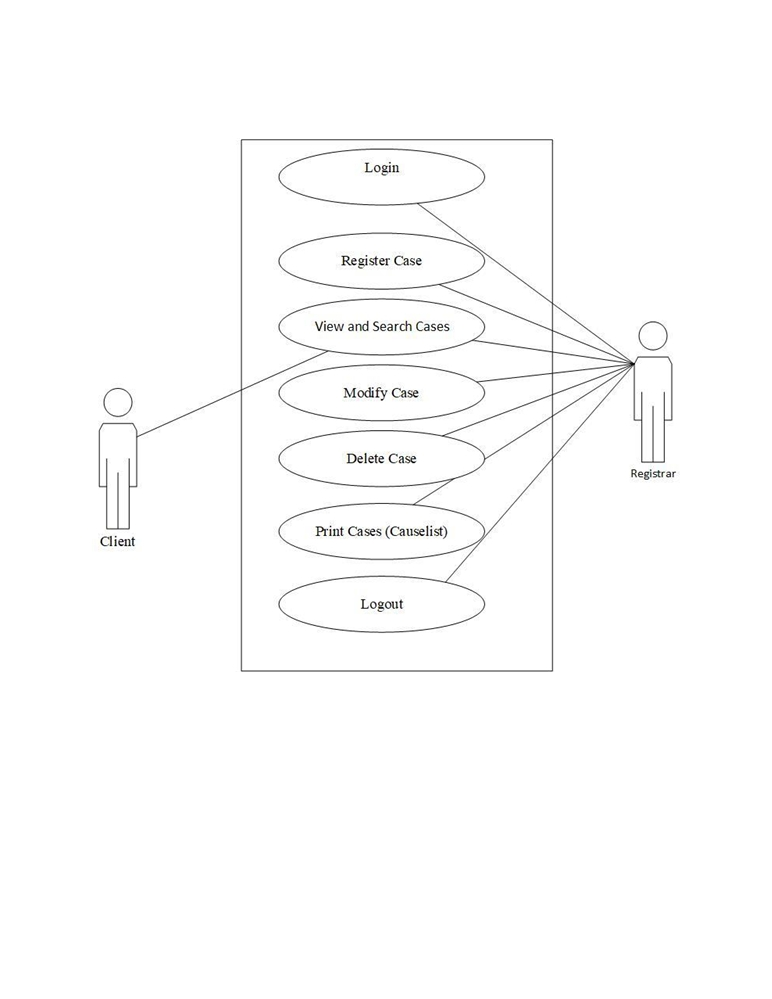 Login
Register Case
View and Search Cases
Modify Case
Delete Case
Print Cases (Causelist)
Logout
Client
Registrar